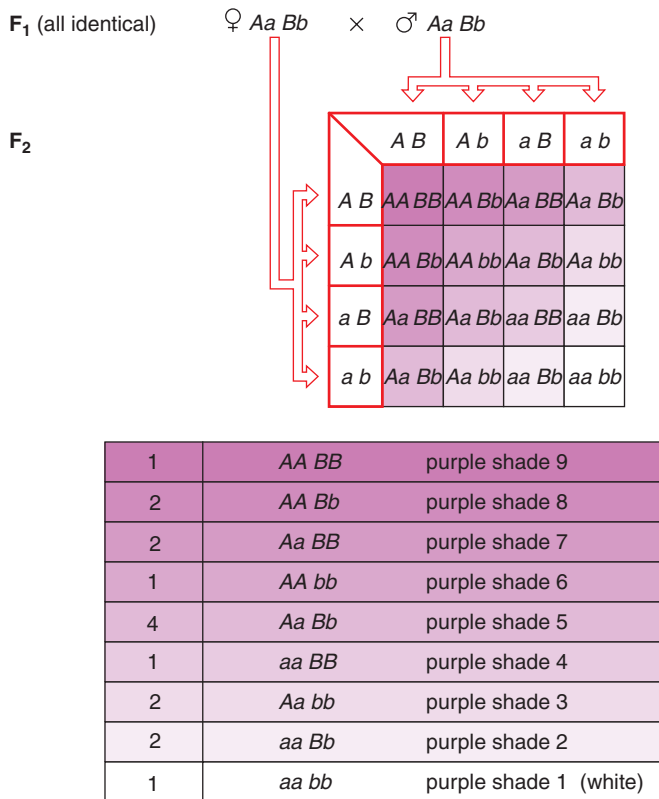 F1 (all identical) ♀ Aa Bb × ♂ Aa Bb
F2
A B A b a B a b
A B AA BB AA Bb Aa BB Aa Bb
A b AA Bb AA bb Aa Bb Aa bb
a B Aa BB Aa Bb aa BB aa Bb
a b Aa Bb Aa bb aa Bb aa bb
1 AA BB purple shade 9
2 AA Bb purple shade 8
2 Aa BB purple shade 7
1 AA bb purple shade 6
4 Aa Bb purple shade 5
1 aa BB purple shade 4
2 Aa bb purple shade 3
2 aa Bb purple shade 2
1 aa bb purple shade 1 (white)